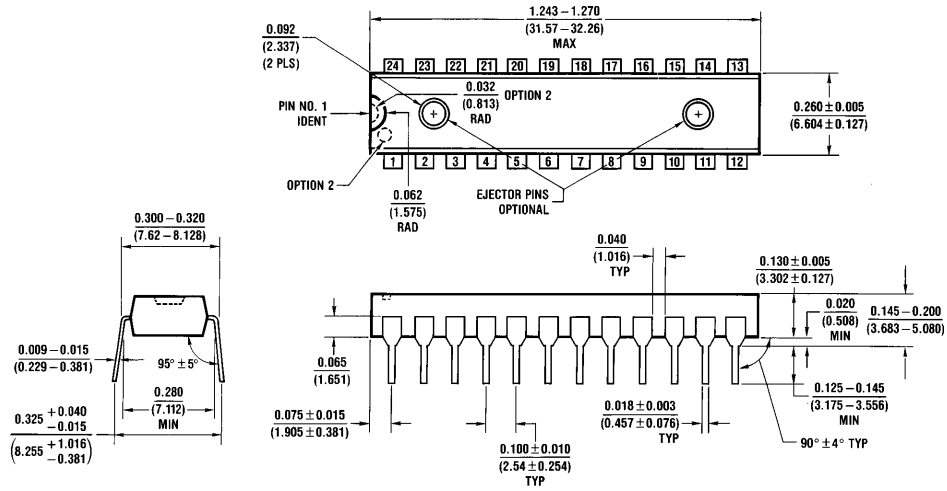 1.243 – 1.270
(31.57 – 32.26)
MAX
0.092
(2.337)
(2 PLS)
24 23 22 21 20 19 18 17 16 15 14 13
0.032
(0.813)
RAD
OPTION 2
PIN NO. 1
IDENT
0.260 ± 0.005
(6.604 ± 0.127)
1 2 3 4 5 6 7 8 9 10 11 12
OPTION 2
0.062
(1.575)
RAD
EJECTOR PINS
OPTIONAL
0.300 – 0.320
(7.62 – 8.128)
0.040
(1.016)
TYP
0.130 ± 0.005
(3.302 ± 0.127)
0.020
(0.508)
MIN
0.145 – 0.200
(3.683 – 5.080)
0.009 – 0.015
(0.229 – 0.381)
95° ± 5°
0.280
(7.112)
MIN
0.325 + 0.040
– 0.015
(8.255 + 1.016
– 0.381)
0.065
(1.651)
0.075 ± 0.015
(1.905 ± 0.381)
0.100 ± 0.010
(2.54 ± 0.254)
TYP
0.018 ± 0.003
(0.457 ± 0.076)
TYP
0.125 – 0.145
(3.175 – 3.556)
MIN
90° ± 4° TYP